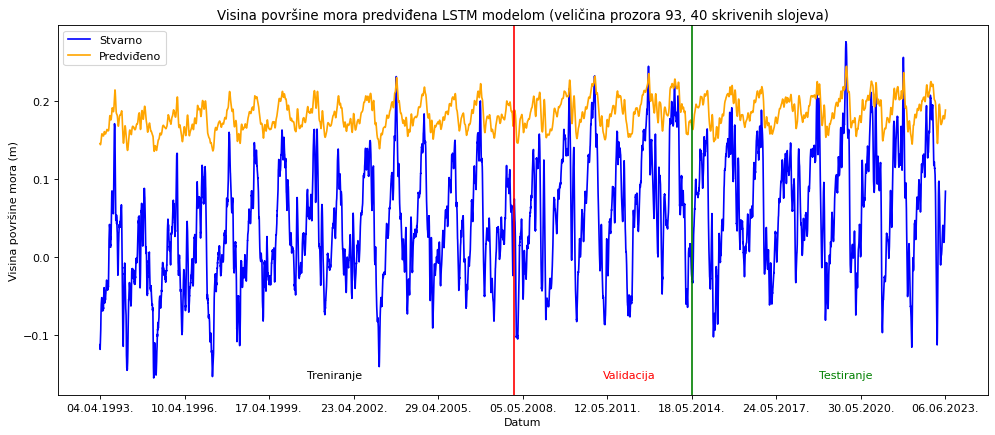 Visina površine mora predviđena LSTM modelom (veličina prozora 93, 40 skrivenih slojeva)
Stvarno
Predviđeno
Visina površine mora (m)
0.2
0.1
0.0
−0.1
Treniranje
Validacija
Testiranje
04.04.1993. 10.04.1996. 17.04.1999. 23.04.2002. 29.04.2005. 05.05.2008. 12.05.2011. 18.05.2014. 24.05.2017. 30.05.2020. 06.06.2023.
Datum